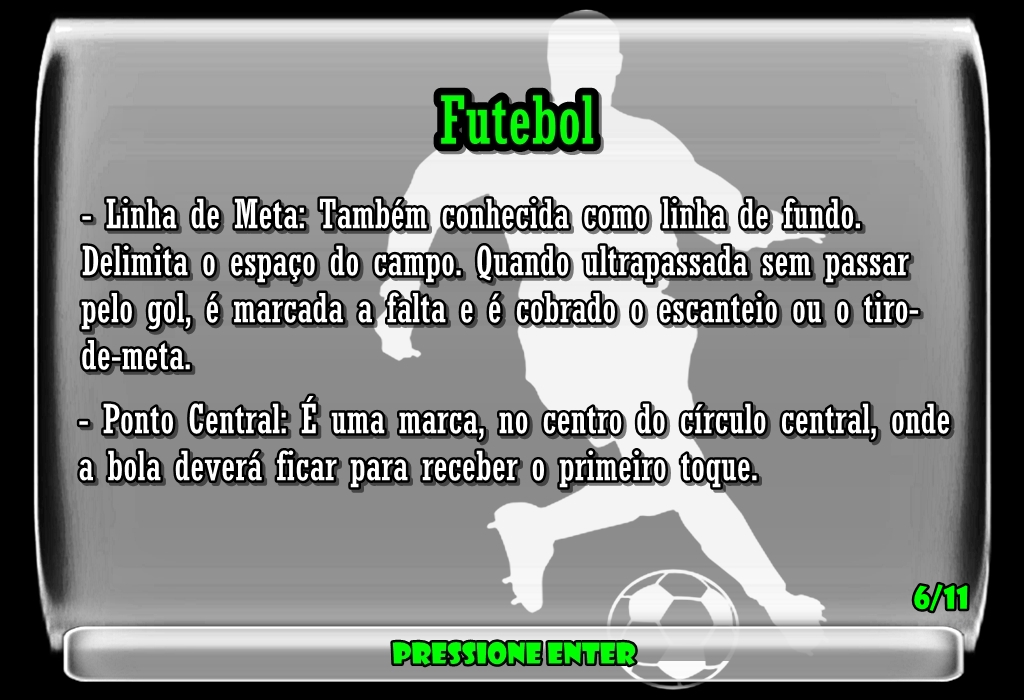 Futebol
- Linha de Meta: Também conhecida como linha de fundo.
Delimita o espaço do campo. Quando ultrapassada sem passar
pelo gol, é marcada a falta e é cobrado o escanteio ou o tiro-
de-meta.
- Ponto Central: É uma marca, no centro do círculo central, onde
a bola deverá ficar para receber o primeiro toque.
6/11
PRESSIONE ENTER